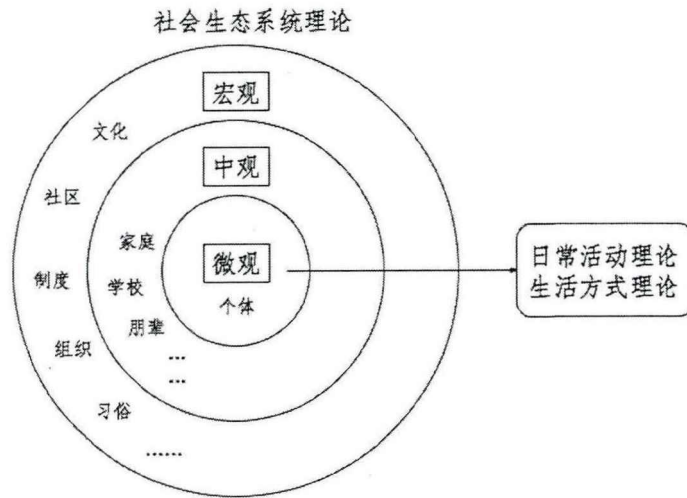 社会生态系统理论
宏观
文化
中观
社区
家庭
微观
日常活动理论
生活方式理论
制度
学校
个体
朋辈
组织
...
...
习俗
......